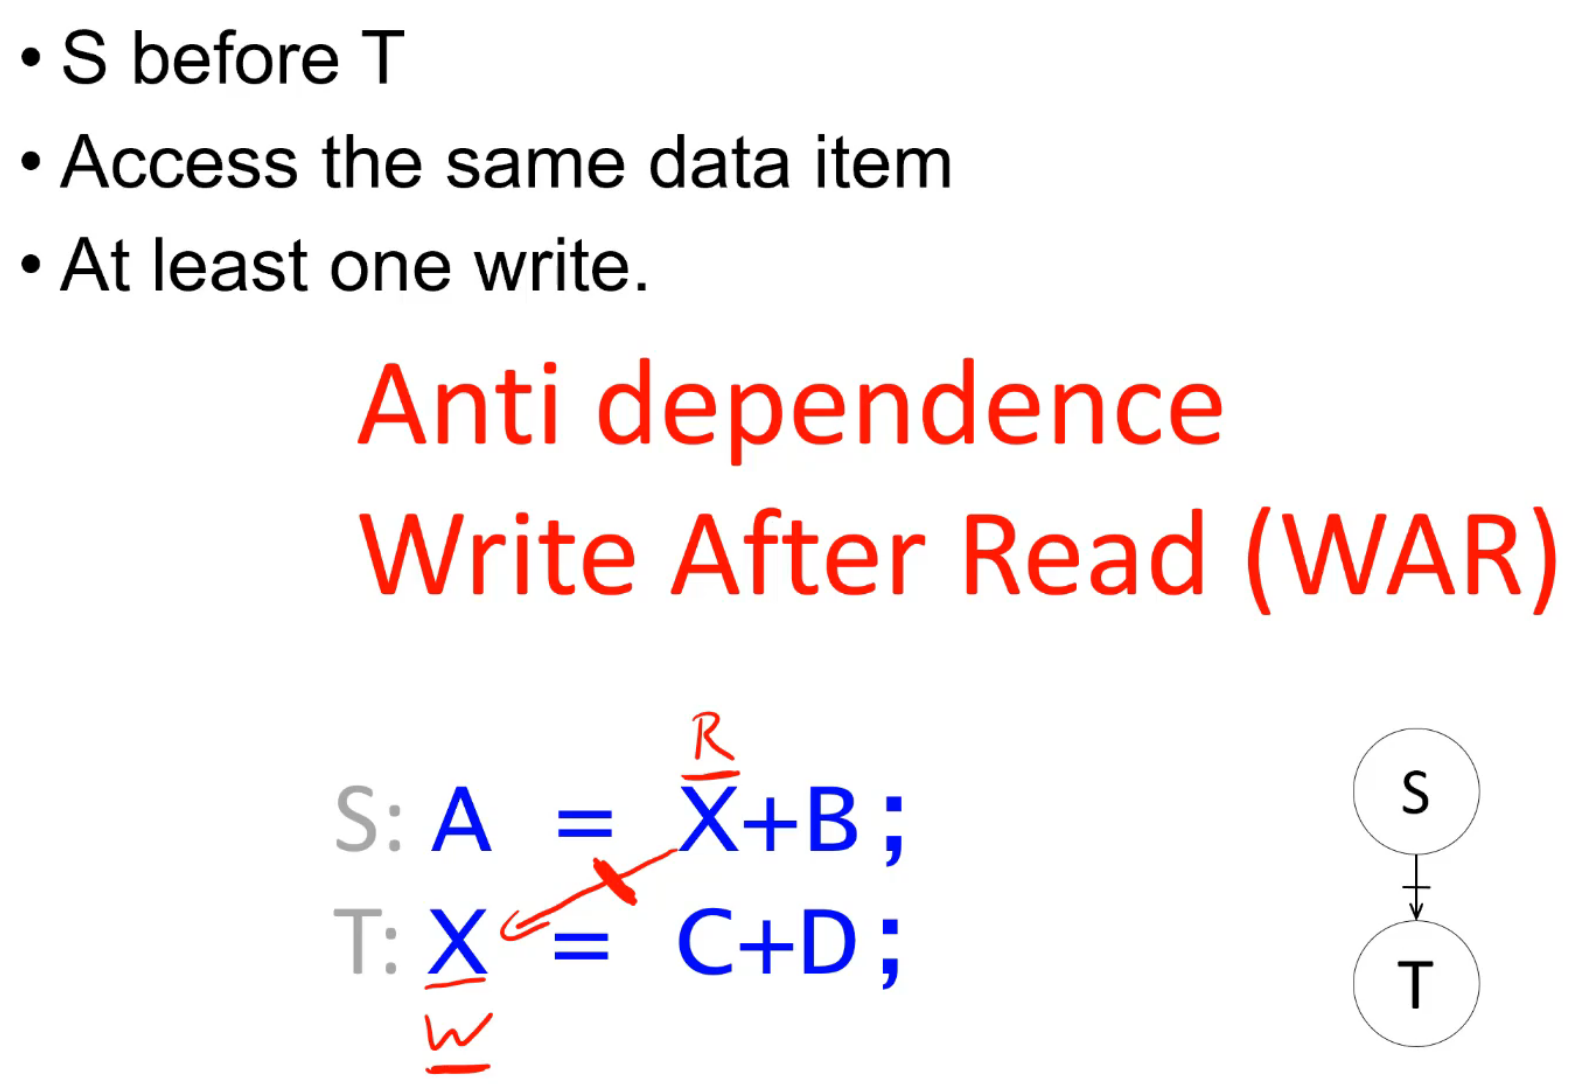 • S before T
• Access the same data item
• At least one write.
Anti dependence
Write After Read (WAR)
R
S: A = X+B;
T: X = C+D;
W
S
T